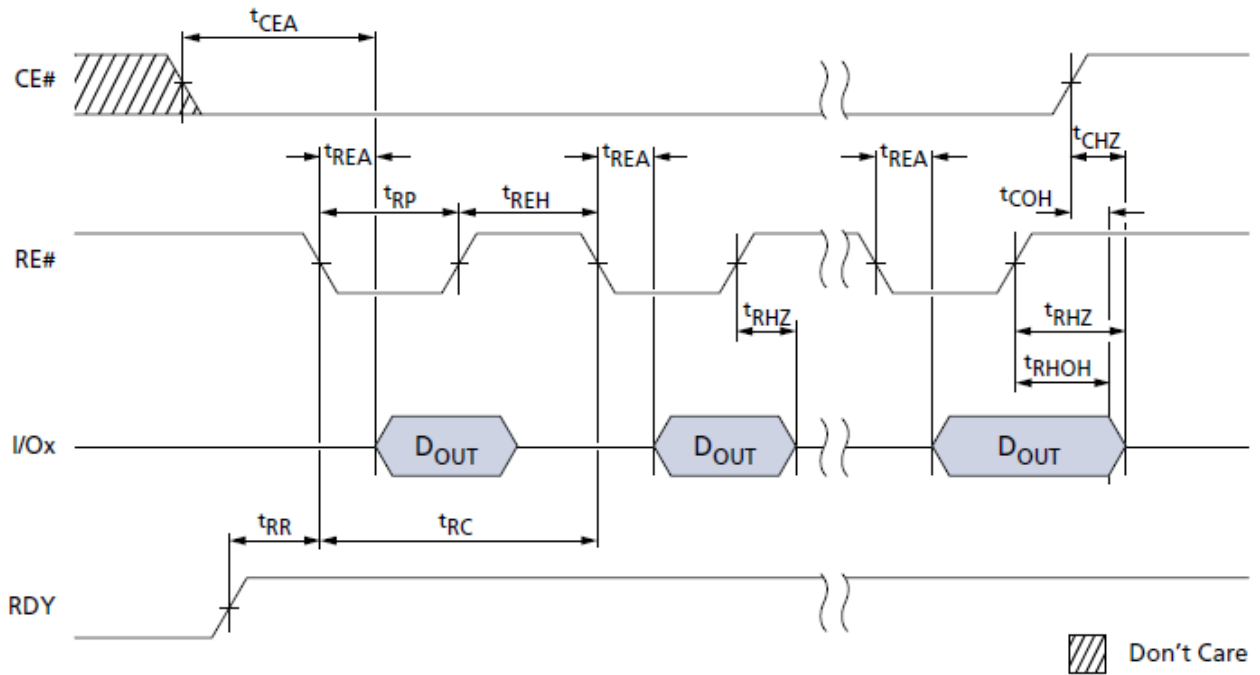 tCEA
CE#
tREA tREA tREA tCHZ
tRP tREH tCOH
RE#
tRHZ tRHZ
tRHOH
I/Ox DOUT DOUT DOUT
tRR tRC
RDY
Don't Care